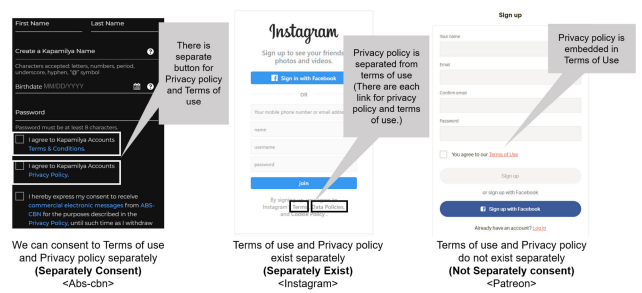 First Name Last Name
Create a Kapamilya Name
Characters accepted: letters, numbers, period,
underscore, hyphen, "@" symbol
Birthdate MM/DD/YYYY
Password
Password must be at least 8 characters.
I agree to Kapamilya Accounts
Terms & Conditions.
I agree to Kapamilya Accounts
Privacy Policy.
I hereby express my consent to receive
commercial electronic messages from ABS-
CBN for the purposes described in the
Privacy Policy, until such time as I withdraw
There is
separate
button for
Privacy policy
and Terms of
use
We can consent to Terms of use
and Privacy policy separately
(Separately Consent)
<Abs-cbn>
Instagram
Sign up to see your friends
photos and videos.
Sign in with Facebook
OR
Your mobile phone number or email
name
username
password
join
By
Instagram Terms, Data Policies,
and Cookie Policy
Privacy policy is
separated from
terms of use
(There are each
link for privacy
policy and terms
of use.)
Terms of use and Privacy policy
exist separately
(Separately Exist)
<Instagram>
Sign up
Your name
Email
Confirm email
Password
You agree to our Terms of Use
Sign up
or sign up with Facebook
Sign up with Facebook
Already have an account? Log in
Privacy policy is
embedded in
Terms of Use
Terms of use and Privacy policy
do not exist separately
(Not Separately consent)
<Patreon>